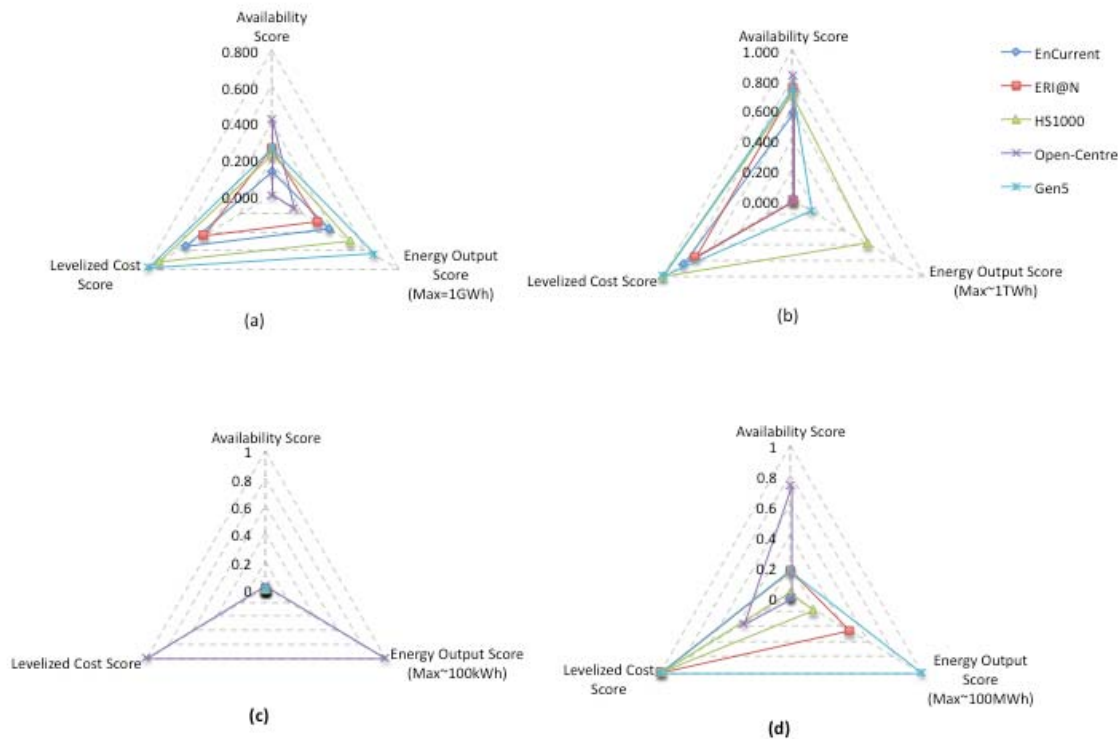 Availability
Score
0.800
0.600
0.400
0.200
0.000
Levelized Cost
Score
Energy Output
Score
(Max=1GWh)
(a)
Availability Score
1.000
0.800
0.600
0.400
0.200
0.000
Levelized Cost Score
Energy Output Score
(Max~1TWh)
(b)
EnCurrent
ERI@N
HS1000
Open-Centre
Gen5
Availability Score
1
0.8
0.6
0.4
0.2
0
Levelized Cost Score
Energy Output Score
(Max~100kWh)
(c)
Availability Score
1
0.8
0.6
0.4
0.2
0
Levelized Cost
Score
Energy Output
Score
(Max~100MWh)
(d)